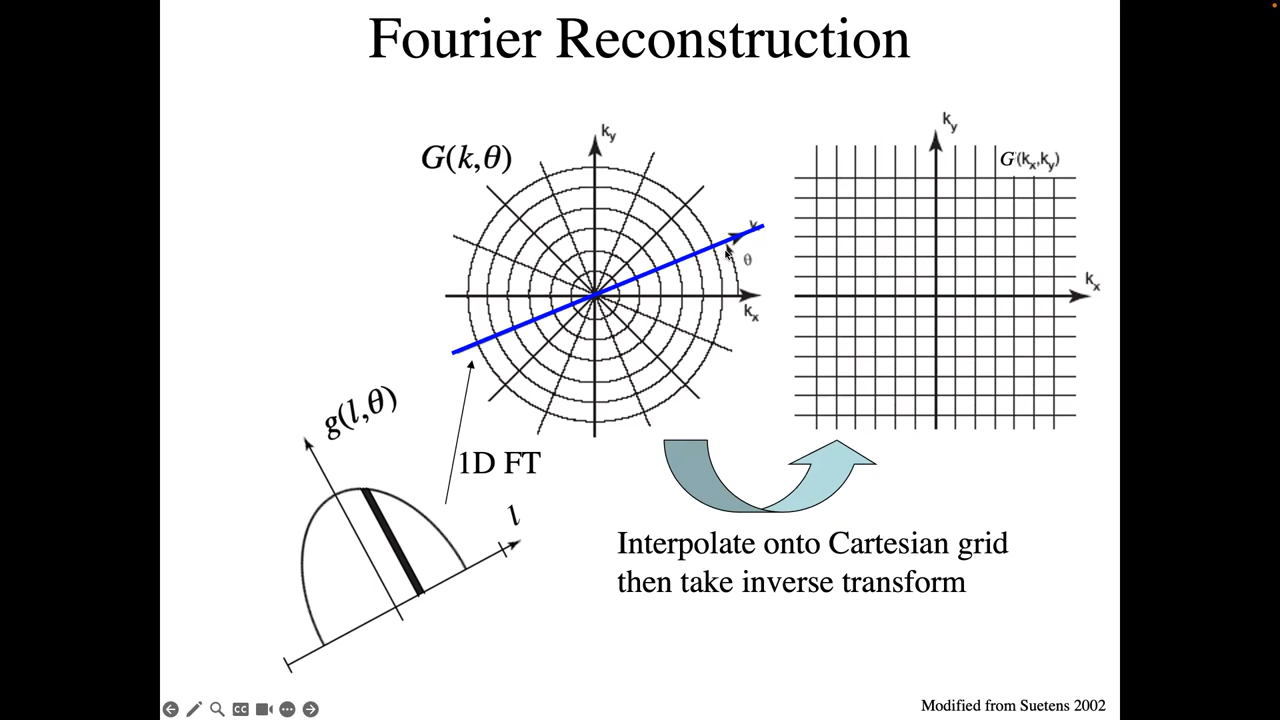 Fourier Reconstruction
G(k,θ)
k_y
θ
k_x
k_y
G(k_x,k_y)
k_x
g(l,θ)
1D FT
l
Interpolate onto Cartesian grid
then take inverse transform
CC
Modified from Suetens 2002